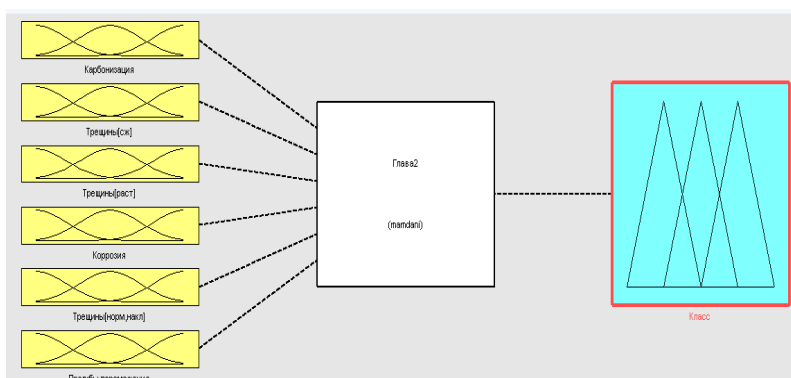 Карбонизация
Трещины[сж]
Трещины[раст]
Коррозия
Трещины[норм,накл]
Глава2
(mamdani)
Класс